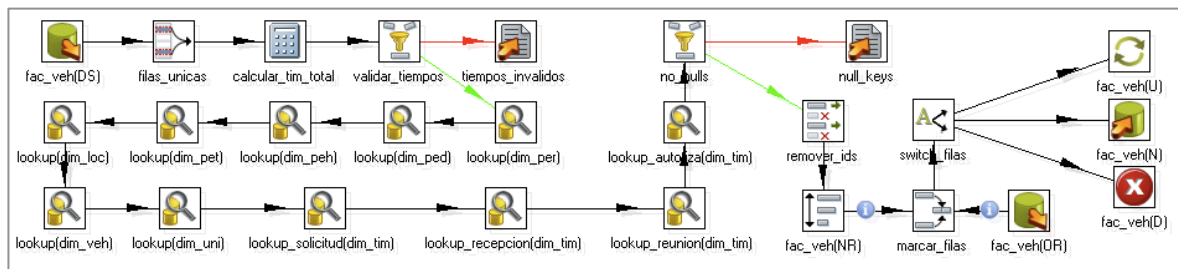 fac_veh(DS)
filas_unicas
calcular_tim_total
validar_tiempos
tiempos_invalidos
no_nulls
null_keys
fac_veh(U)
lookup(dim_loc)
lookup(dim_pet)
lookup(dim_peh)
lookup(dim_ped)
lookup(dim_per)
lookup_autoriza(dim_tim)
remover_ids
A
switch_filas
fac_veh(N)
lookup(dim_veh)
lookup(dim_uni)
lookup_solicitud(dim_tim)
lookup_recepcion(dim_tim)
lookup_reunion(dim_tim)
fac_veh(NR)
i
marcar_filas
i
fac_veh(OR)
fac_veh(D)